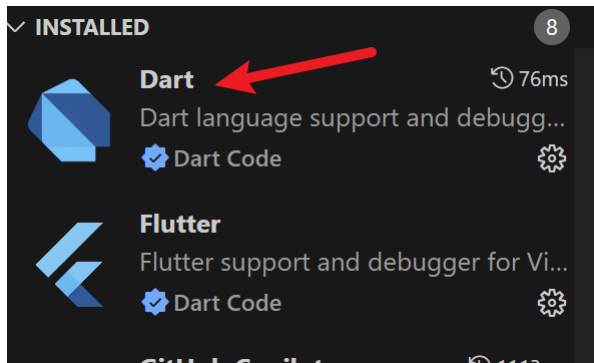 INSTALLED 8
Dart 76ms
Dart language support and debugg...
Dart Code
Flutter
Flutter support and debugger for Vi...
Dart Code